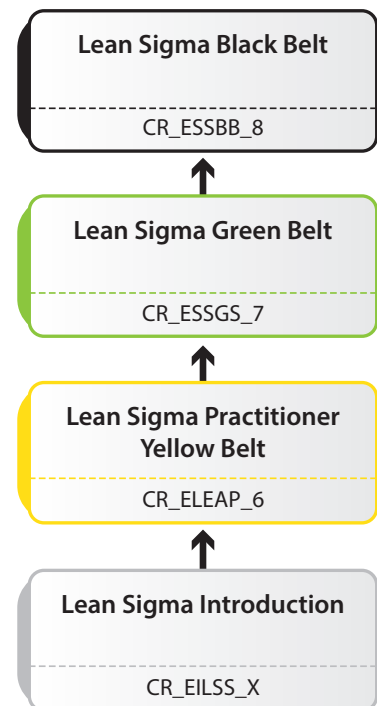 Lean Sigma Black Belt
CR_ESSBB_8
Lean Sigma Green Belt
CR_ESSGS_7
Lean Sigma Practitioner
Yellow Belt
CR_ELEAP_6
Lean Sigma Introduction
CR_EILSS_X